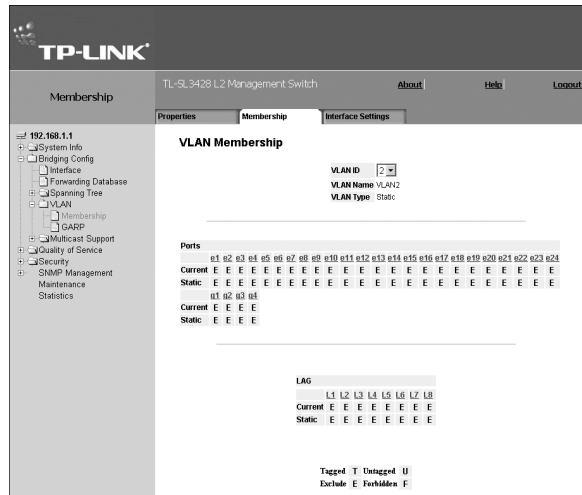 TP-LINK
Membership
TL-SL3428 L2 Management Switch
About Help Logout
Properties Membership Interface Settings
192.168.1.1
System Info
Bridging Config
Interface
Forwarding Database
Spanning Tree
VLAN
Membership
GARP
Multicast Support
Quality of Service
Security
SNMP Management
Maintenance
Statistics
VLAN Membership
VLAN ID 2
VLAN Name VLAN2
VLAN Type Static
Ports
e1 e2 e3 e4 e5 e6 e7 e8 e9 e10 e11 e12 e13 e14 e15 e16 e17 e18 e19 e20 e21 e22 e23 e24
Current E E E E E E E E E E E E E E E E E E E E E E E E
Static E E E E E E E E E E E E E E E E E E E E E E E E
g1 g2 g3 g4
Current E E E E
Static E E E E
LAG
L1 L2 L3 L4 L5 L6 L7 L8
Current E E E E E E E E
Static E E E E E E E E
Tagged T Untagged U
Exclude E Forbidden F